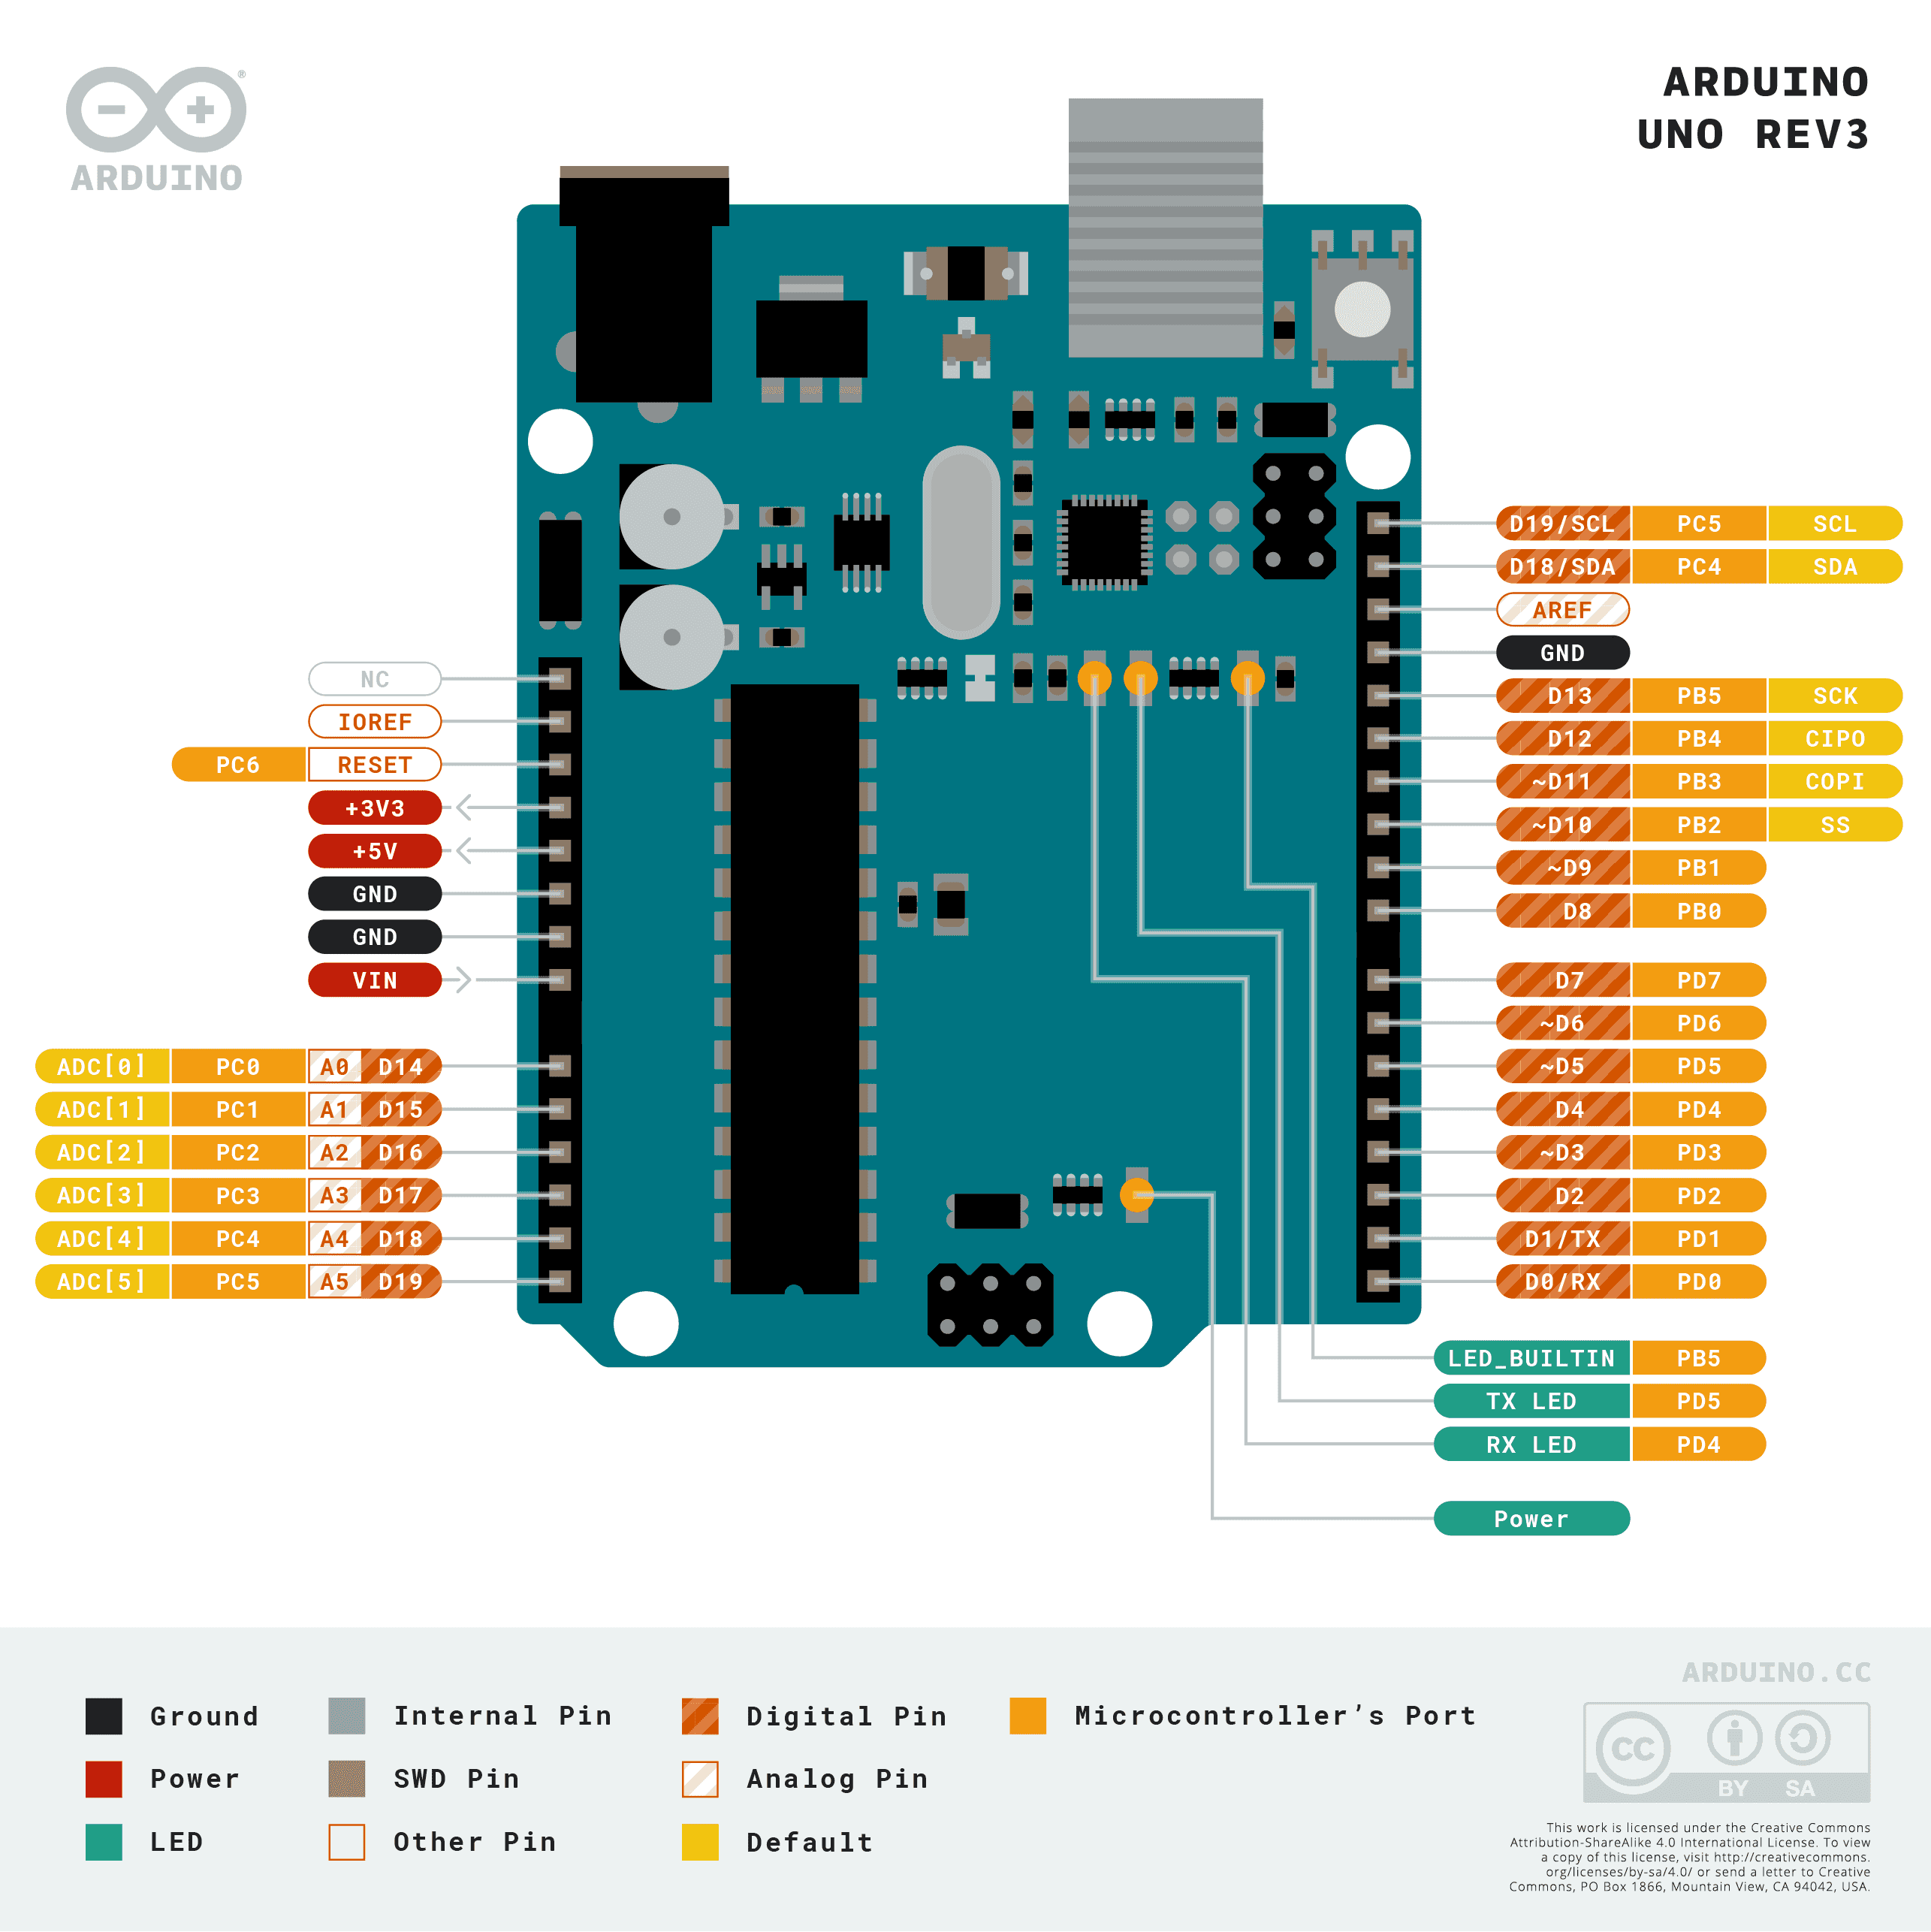 ARDUINO
UNO REV3
®
ARDUINO
D19/SCL PC5 SCL
D18/SDA PC4 SDA
AREF
GND
NC
D13 PB5 SCK
IOREF
D12 PB4 CIPO
PC6 RESET
~D11 PB3 COPI
+3V3
~D10 PB2 SS
+5V
~D9 PB1
GND
D8 PB0
GND
VIN
D7 PD7
~D6 PD6
ADC[0] PC0 A0 D14
~D5 PD5
ADC[1] PC1 A1 D15
D4 PD4
ADC[2] PC2 A2 D16
~D3 PD3
ADC[3] PC3 A3 D17
D2 PD2
ADC[4] PC4 A4 D18
D1/TX PD1
ADC[5] PC5 A5 D19
D0/RX PD0
LED_BUILTIN PB5
TX LED PD5
RX LED PD4
Power
Ground
Power
LED
Internal Pin
SWD Pin
Other Pin
Digital Pin
Analog Pin
Default
Microcontroller’s Port
ARDUINO.CC
CC
BY SA
This work is licensed under the Creative Commons
Attribution-ShareAlike 4.0 International License. To view
a copy of this license, visit http://creativecommons.
org/licenses/by-sa/4.0/ or send a letter to Creative
Commons, PO Box 1866, Mountain View, CA 94042, USA.